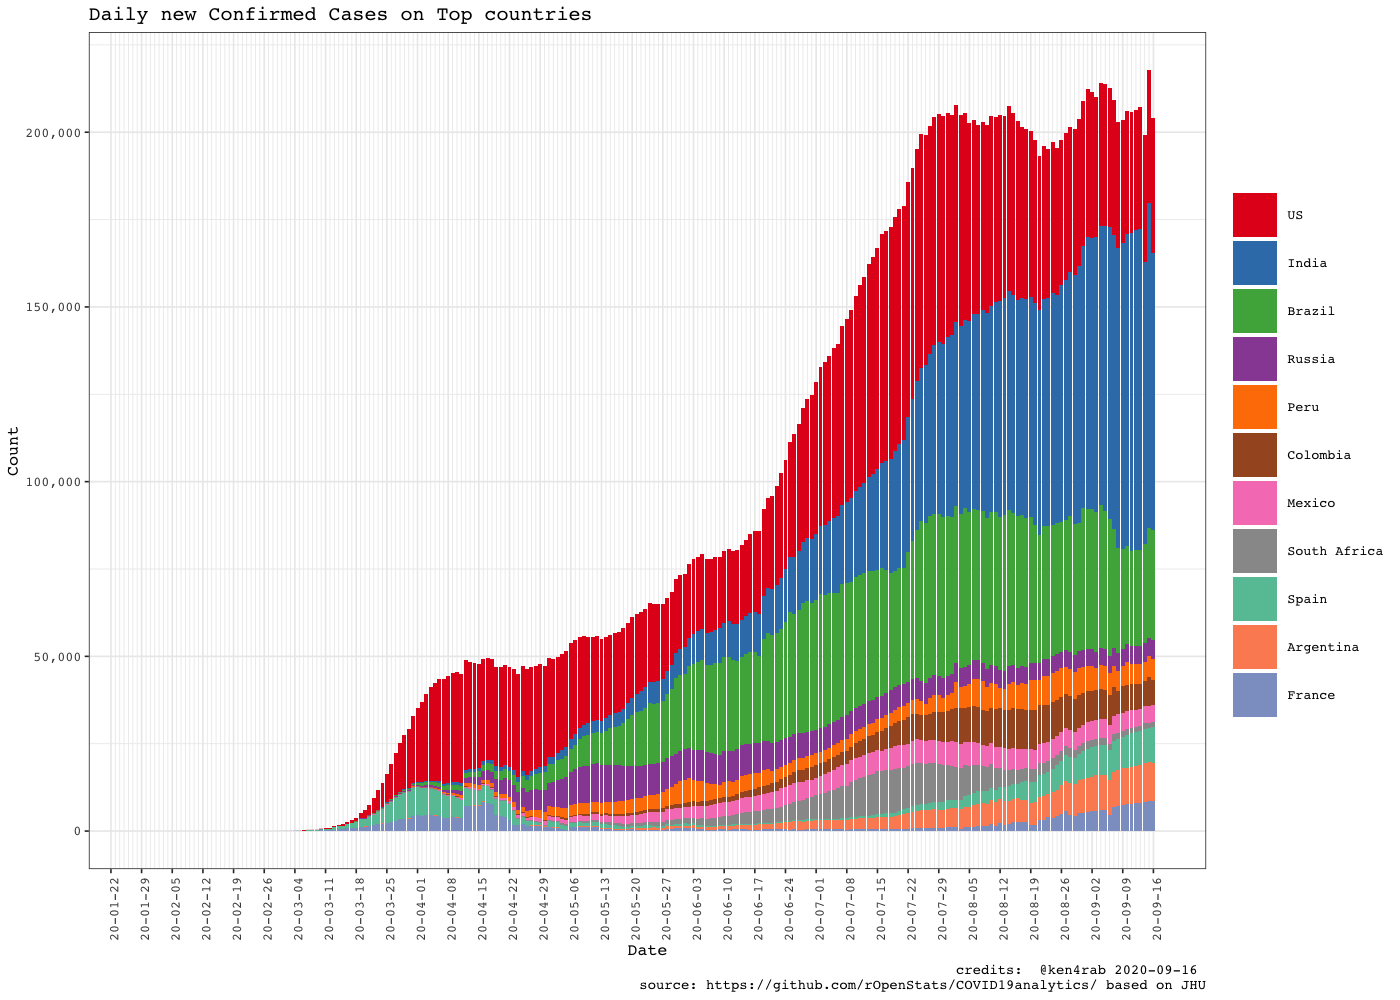 Daily new Confirmed Cases on Top countries
Count
200,000
150,000
100,000
50,000
0
20-01-22
20-01-29
20-02-05
20-02-12
20-02-19
20-02-26
20-03-04
20-03-11
20-03-18
20-03-25
20-04-01
20-04-08
20-04-15
20-04-22
20-04-29
20-05-06
20-05-13
20-05-20
20-05-27
20-06-03
20-06-10
20-06-17
20-06-24
20-07-01
20-07-08
20-07-15
20-07-22
20-07-29
20-08-05
20-08-12
20-08-19
20-08-26
20-09-02
20-09-09
20-09-16
Date
US
India
Brazil
Russia
Peru
Colombia
Mexico
South Africa
Spain
Argentina
France
credits: @ken4rab 2020-09-16
source: https://github.com/rOpenStats/COVID19analytics/ based on JHU